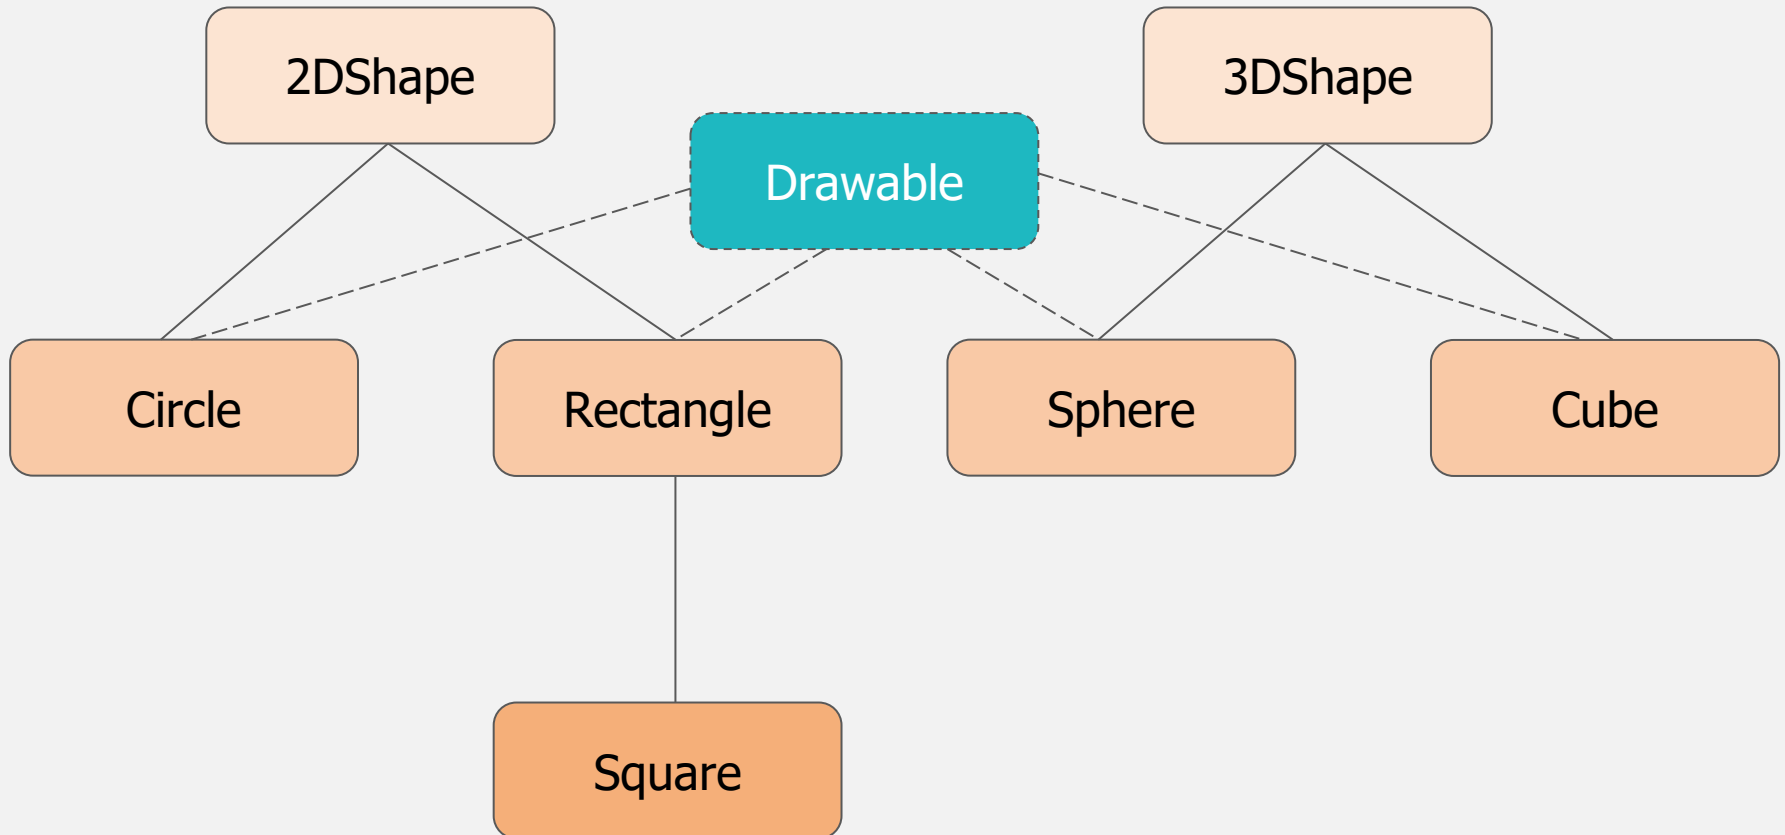 2DShape
3DShape
Drawable
Circle
Rectangle
Sphere
Cube
Square